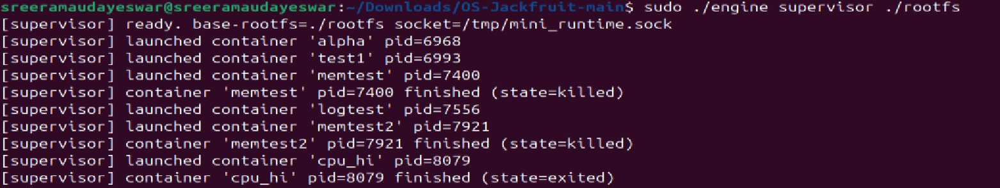 sreeramaudayeswar@sreeramaudayeswar:~/Downloads/OS-Jackfruit-main$ sudo ./engine supervisor ./rootfs
[supervisor] ready. base-rootfs=./rootfs socket=/tmp/mini_runtime.sock
[supervisor] launched container 'alpha' pid=6968
[supervisor] launched container 'test1' pid=6993
[supervisor] launched container 'memtest' pid=7400
[supervisor] container 'memtest' pid=7400 finished (state=killed)
[supervisor] launched container 'logtest' pid=7556
[supervisor] launched container 'memtest2' pid=7921
[supervisor] container 'memtest2' pid=7921 finished (state=killed)
[supervisor] launched container 'cpu_hi' pid=8079
[supervisor] container 'cpu_hi' pid=8079 finished (state=exited)